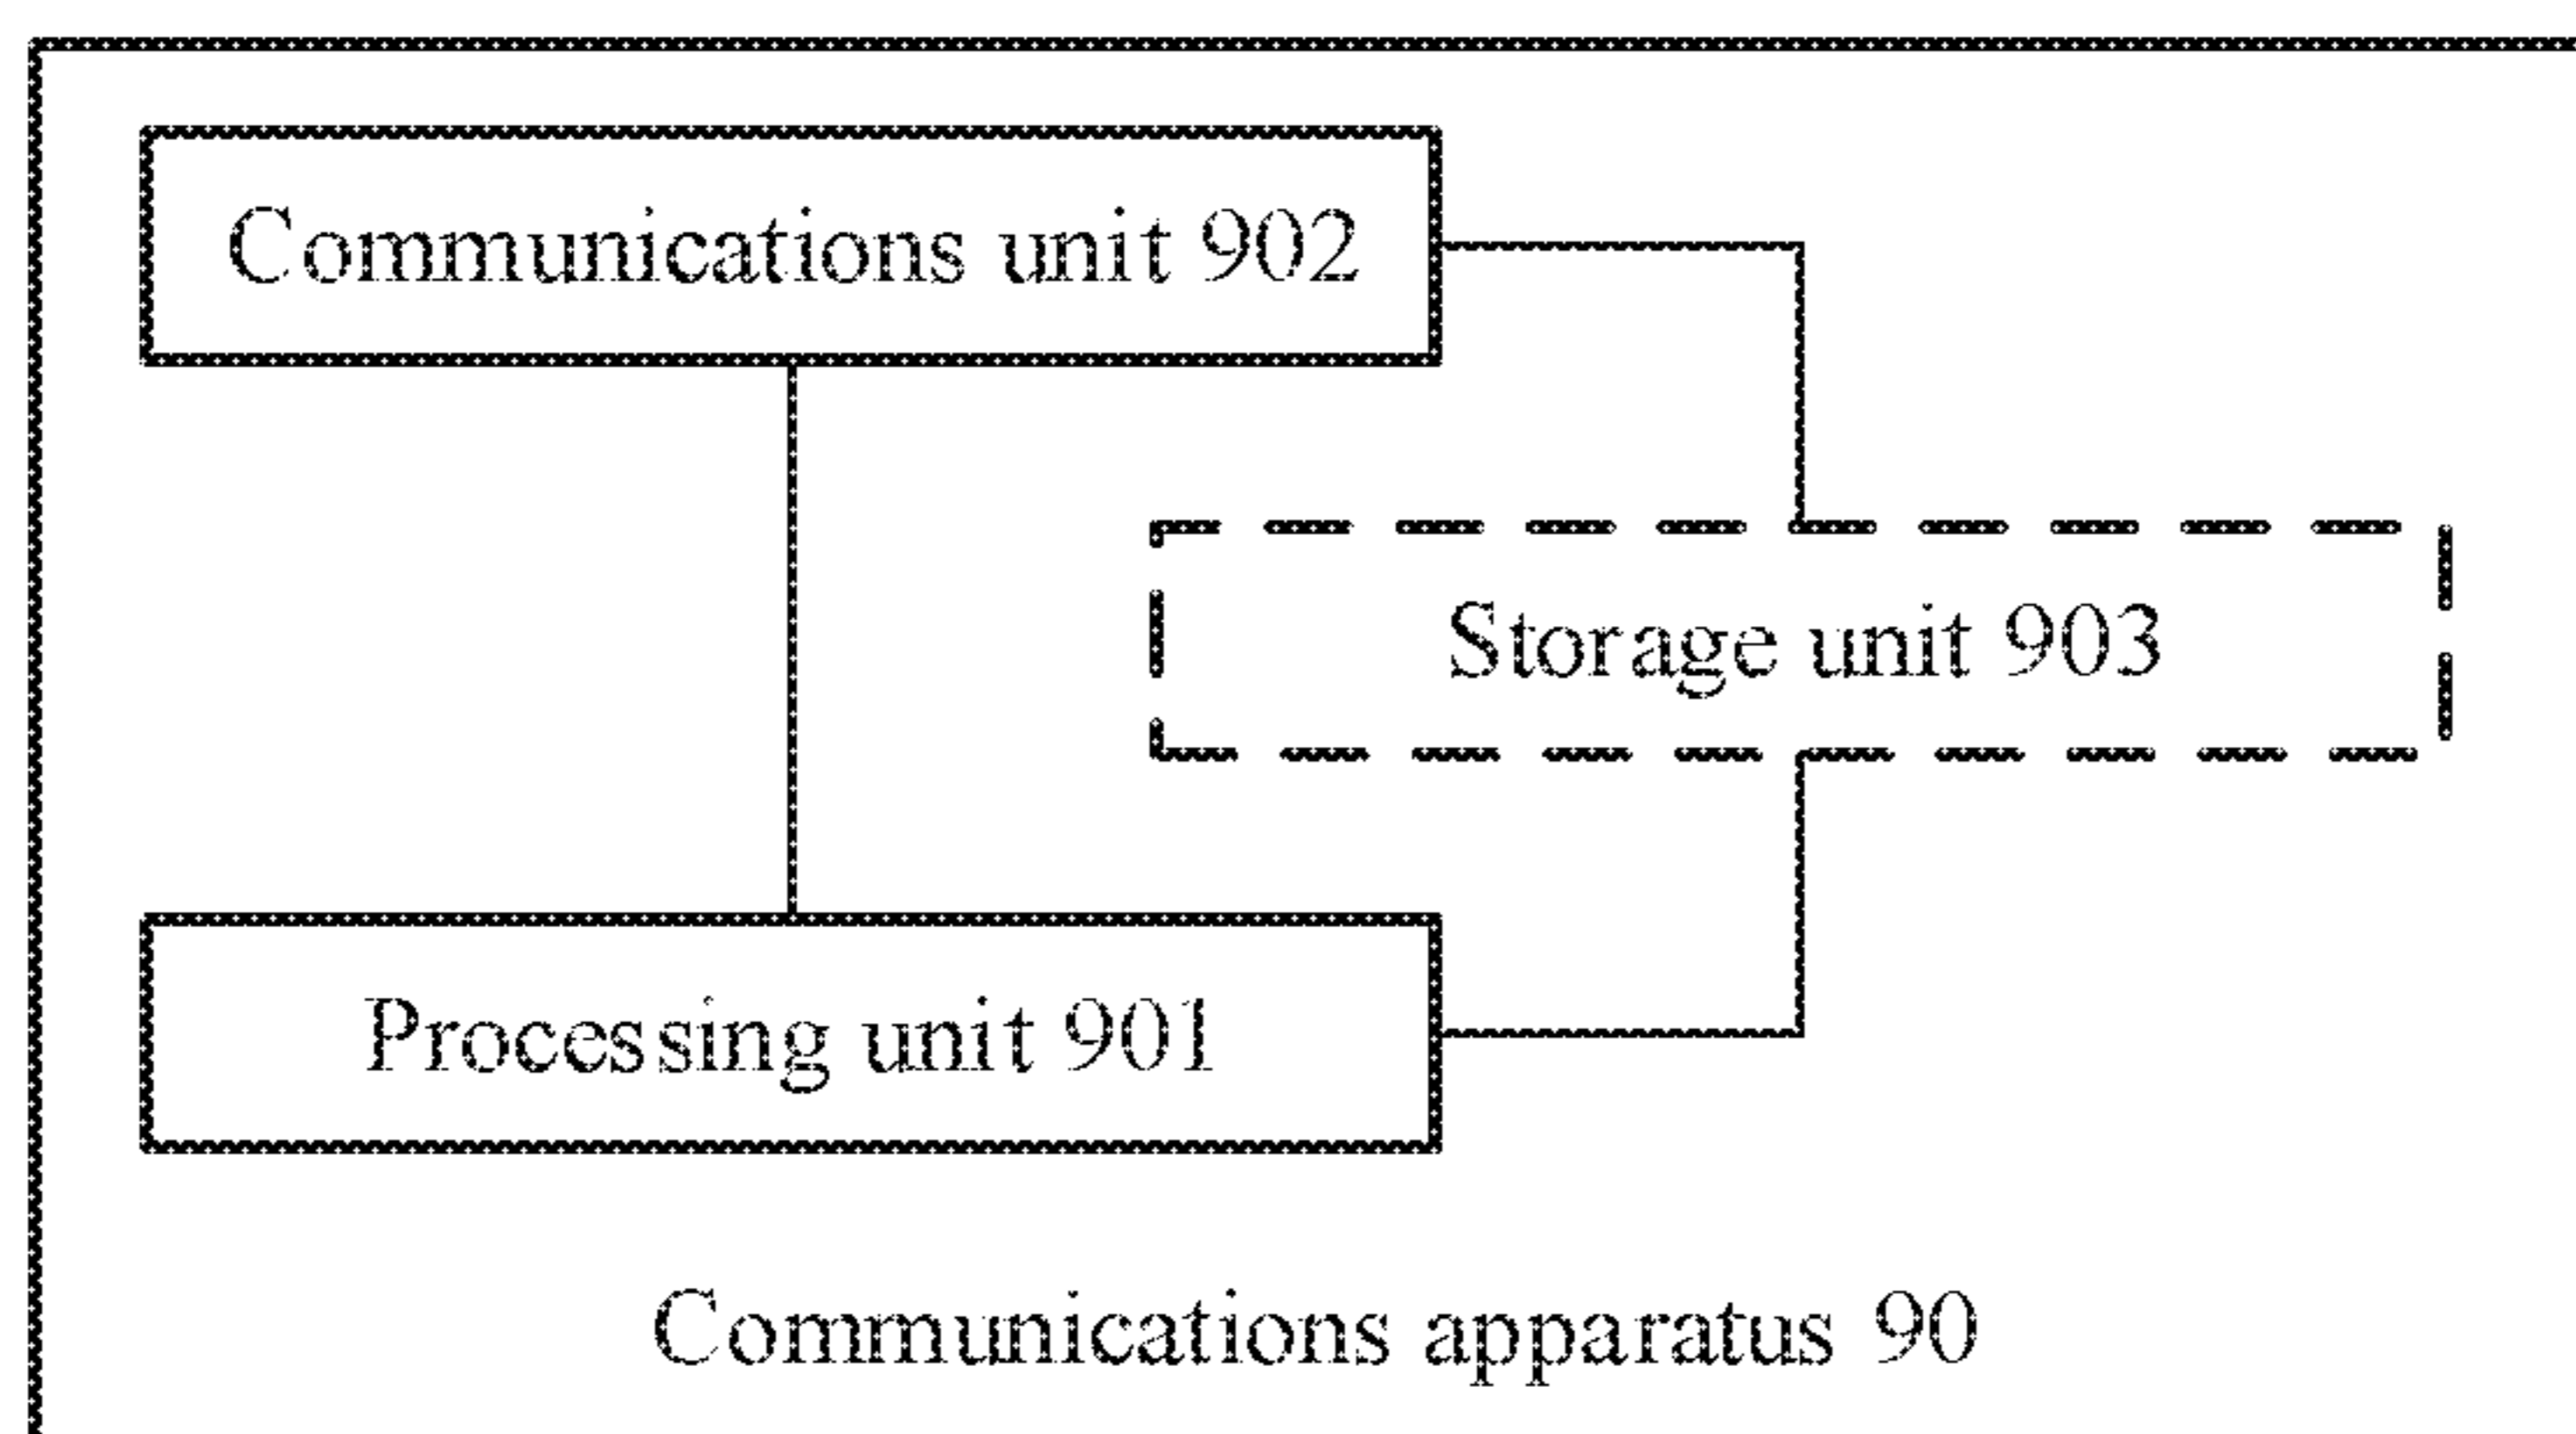 Communications unit 902
Storage unit 903
Processing unit 901
Communications apparatus 90